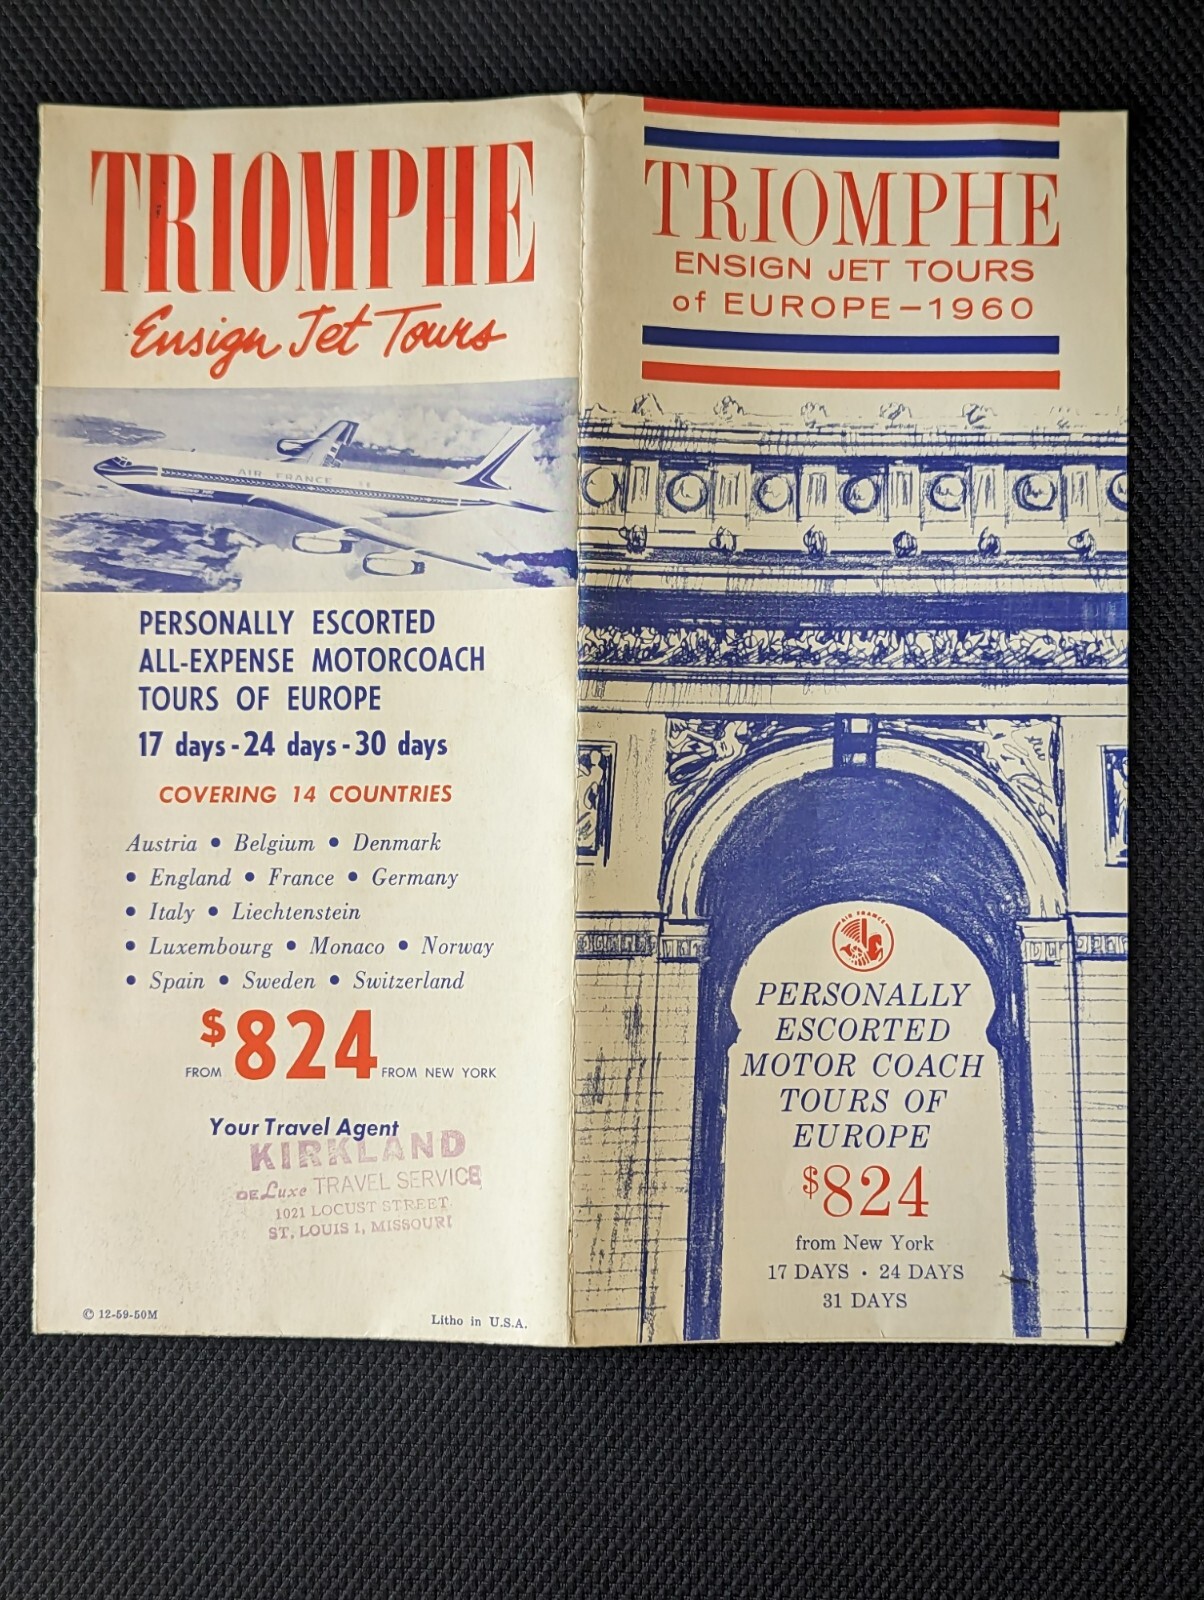 TRIOMPHE
Ensign Jet Tours
AIR FRANCE
PERSONALLY ESCORTED
ALL-EXPENSE MOTORCOACH
TOURS OF EUROPE
17 days - 24 days - 30 days
COVERING 14 COUNTRIES
Austria • Belgium • Denmark
• England • France • Germany
• Italy • Liechtenstein
• Luxembourg • Monaco • Norway
• Spain • Sweden • Switzerland
FROM $824 FROM NEW YORK
Your Travel Agent
KIRKLAND
DE Luxe TRAVEL SERVICE
1021 LOCUST STREET
ST. LOUIS 1, MISSOURI
© 12-59-50M
Litho in U.S.A.
TRIOMPHE
ENSIGN JET TOURS
of EUROPE–1960
AIR FRANCE
PERSONALLY
ESCORTED
MOTOR COACH
TOURS OF
EUROPE
$824
from New York
17 DAYS · 24 DAYS
31 DAYS